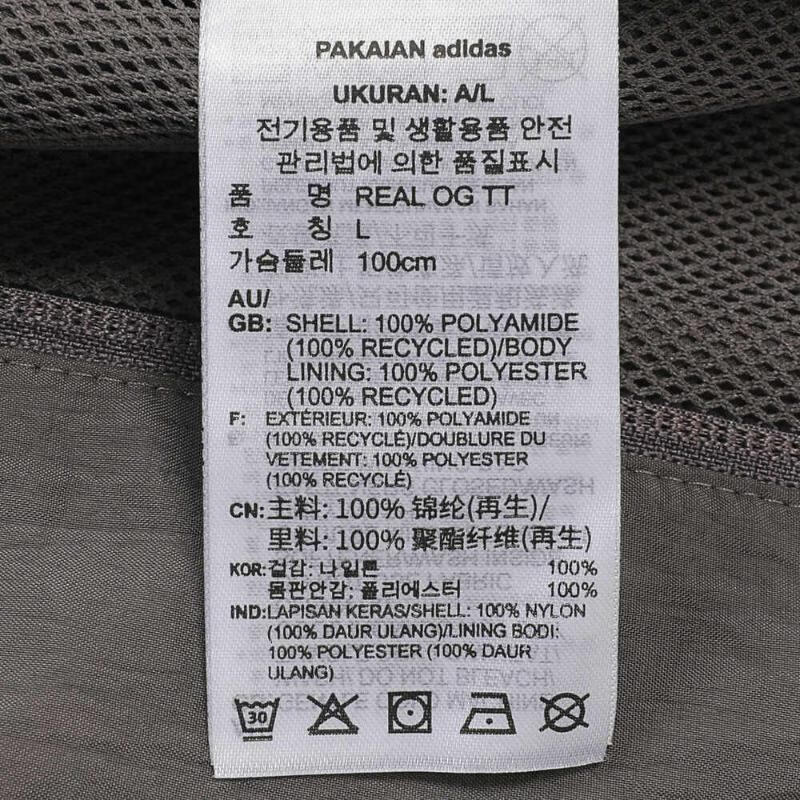 PAKAIAN adidas
UKURAN: A/L
전기용품 및 생활용품 안전
관리법에 의한 품질표시
품 명 REAL OG TT
호 칭 L
가슴둘레 100cm
AU/
GB: SHELL: 100% POLYAMIDE
(100% RECYCLED)/BODY
LINING: 100% POLYESTER
(100% RECYCLED)
F: EXTÉRIEUR: 100% POLYAMIDE
(100% RECYCLÉ)/DOUBLURE DU
VETEMENT: 100% POLYESTER
(100% RECYCLÉ)
CN: 主料: 100% 锦纶(再生)/
里料: 100% 聚酯纤维(再生)
KOR: 겉감: 나일론 100%
몸판안감: 폴리에스터 100%
IND: LAPISAN KERAS/SHELL: 100% NYLON
(100% DAUR ULANG)/LINING BODI:
100% POLYESTER (100% DAUR
ULANG)
30